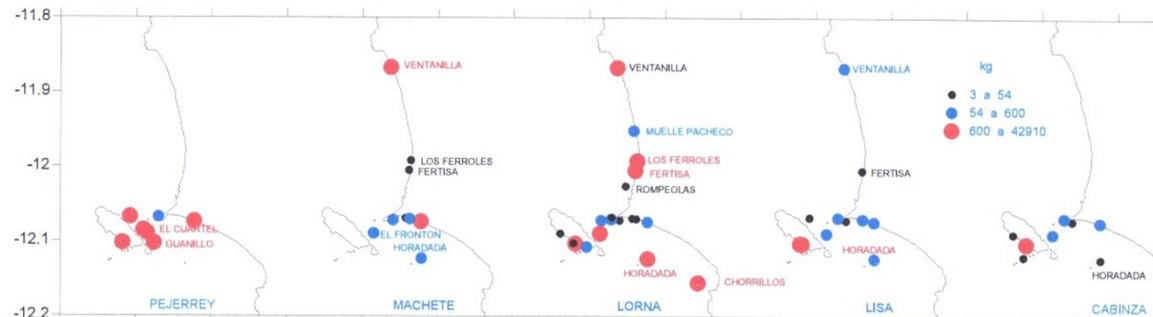 -11.8
VENTANILLA
VENTANILLA
VENTANILLA
kg
-11.9
3 a 54
54 a 600
600 a 42910
MUELLE PACHECO
-12
LOS FERROLES
FERTISA
LOS FERROLES
FERTISA
FERTISA
ROMPEOLAS
EL CUARTEL
GUANILLO
EL FRONTON
HORADADA
HORADADA
HORADADA
HORADADA
CHORRILLOS
-12.1
-12.2
PEJERREY
MACHETE
LORNA
LISA
CABINZA